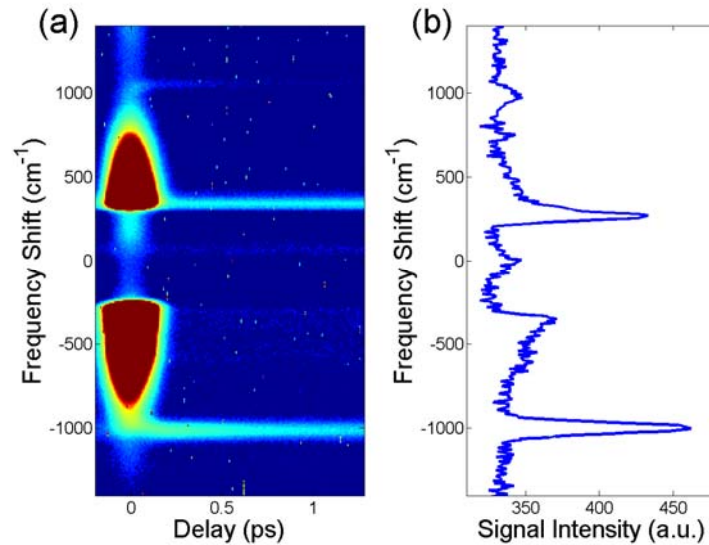 (a)
(b)
Frequency Shift (cm-1)
1000
500
0
-500
-1000
0
0.5
1
Delay (ps)
Frequency Shift (cm-1)
1000
500
0
-500
-1000
350
400
450
Signal Intensity (a.u.)